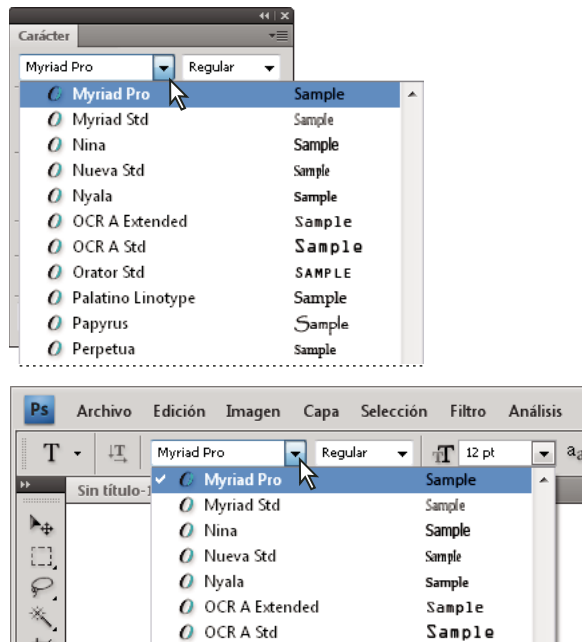 Carácter
Myriad Pro Regular
Myriad Pro Sample
Myriad Std Sample
Nina Sample
Nueva Std Sample
Nyala Sample
OCR A Extended Sample
OCR A Std Sample
Orator Std SAMPLE
Palatino Linotype Sample
Papyrus Sample
Perpetua Sample
Ps Archivo Edición Imagen Capa Selección Filtro Análisis
T T Myriad Pro Regular TT 12 pt aa
Sin título-1
Myriad Pro Sample
Myriad Std Sample
Nina Sample
Nueva Std Sample
Nyala Sample
OCR A Extended Sample
OCR A Std Sample